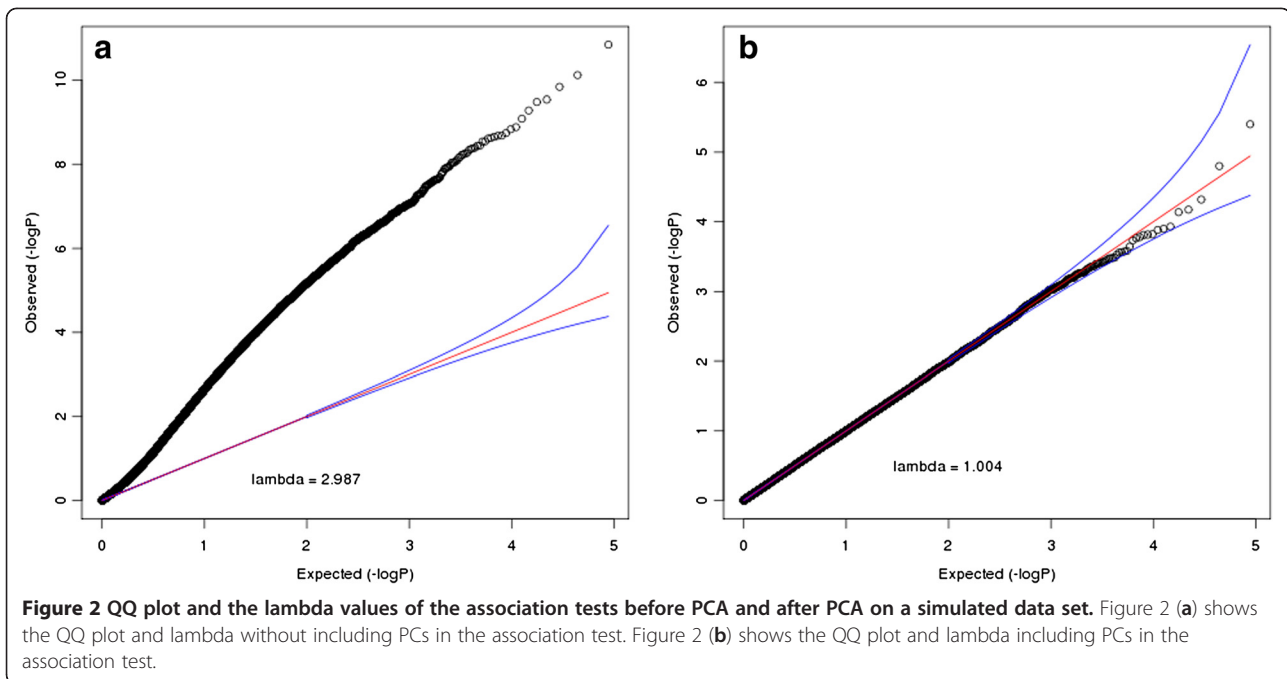 a
10
8
6
4
2
0
Observed (-logP)
lambda = 2.987
0 1 2 3 4 5
Expected (-logP)
b
6
5
4
3
2
1
0
Observed (-logP)
lambda = 1.004
0 1 2 3 4 5
Expected (-logP)
Figure 2 QQ plot and the lambda values of the association tests before PCA and after PCA on a simulated data set. Figure 2 (a) shows
the QQ plot and lambda without including PCs in the association test. Figure 2 (b) shows the QQ plot and lambda including PCs in the
association test.